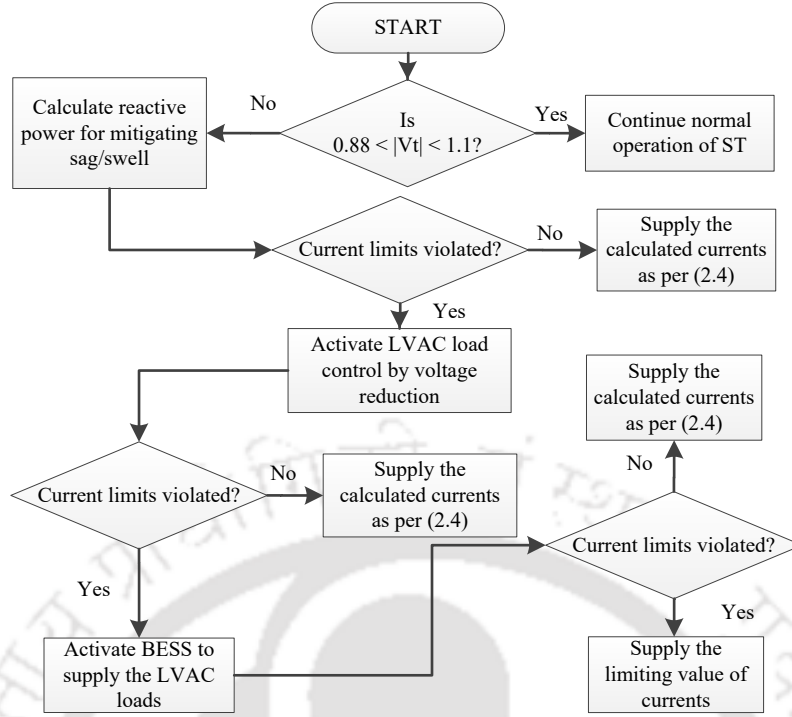 START
Is
0.88 < |Vt| < 1.1?
No
Yes
Calculate reactive
power for mitigating
sag/swell
Continue normal
operation of ST
Current limits violated?
No
Supply the
calculated currents
as per (2.4)
Yes
Activate LVAC load
control by voltage
reduction
Supply the
calculated currents
as per (2.4)
No
Current limits violated?
No
Supply the
calculated currents
as per (2.4)
Current limits violated?
Yes
Yes
Activate BESS to
supply the LVAC
loads
Supply the
limiting value of
currents